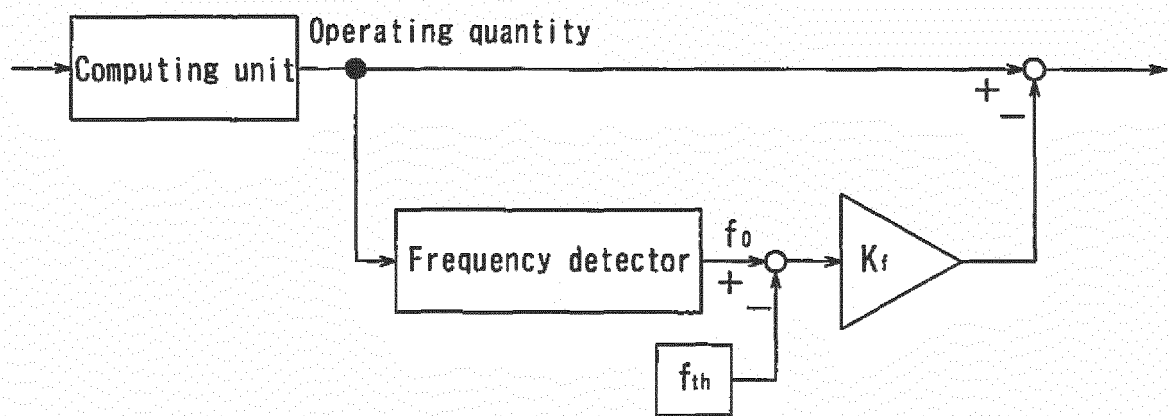 Operating quantity
Computing unit
+
−
Frequency detector
f₀
+
−
Kf
fth